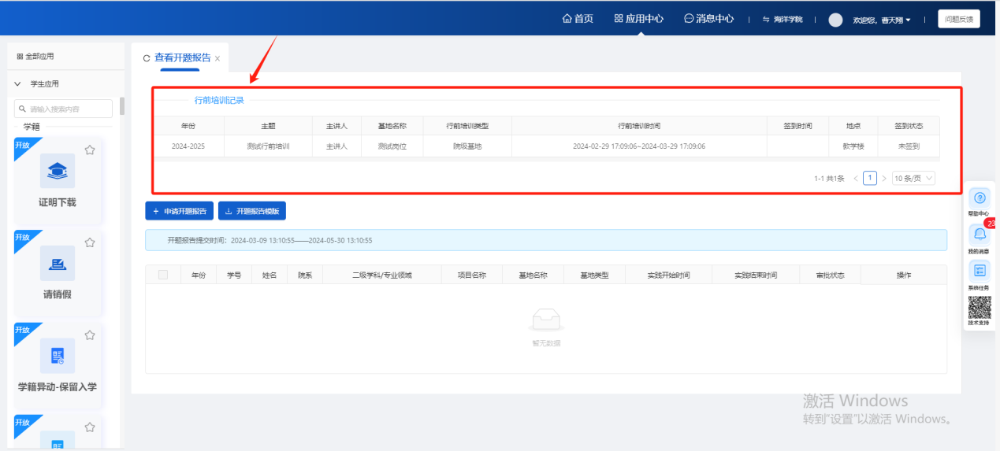 首页 应用中心 消息中心 海洋学院 欢迎您, 曹天翔 问题反馈
全部应用
学生应用
请输入搜索内容
学籍
开放
证明下载
开放
请销假
开放
学籍异动-保留入学
开放
查看开题报告
行前培训记录
年份 主题 主讲人 基地名称 行前培训类型 行前培训时间 签到时间 地点 签到状态
2024-2025 测试行前培训 主讲人 测试岗位 院级基地 2024-02-29 17:09:06~2024-03-29 17:09:06 教学楼 未签到
1-1 共1条 < 1 > 10 条/页
+ 申请开题报告 开题报告模版
开题报告提交时间: 2024-03-09 13:10:55——2024-05-30 13:10:55
年份 学号 姓名 院系 二级学科/专业领域 项目名称 基地名称 基地类型 实践开始时间 实践结束时间 审批状态 操作
暂无数据
帮助中心
23
我的消息
系统任务
技术支持
激活 Windows
转到"设置"以激活 Windows。